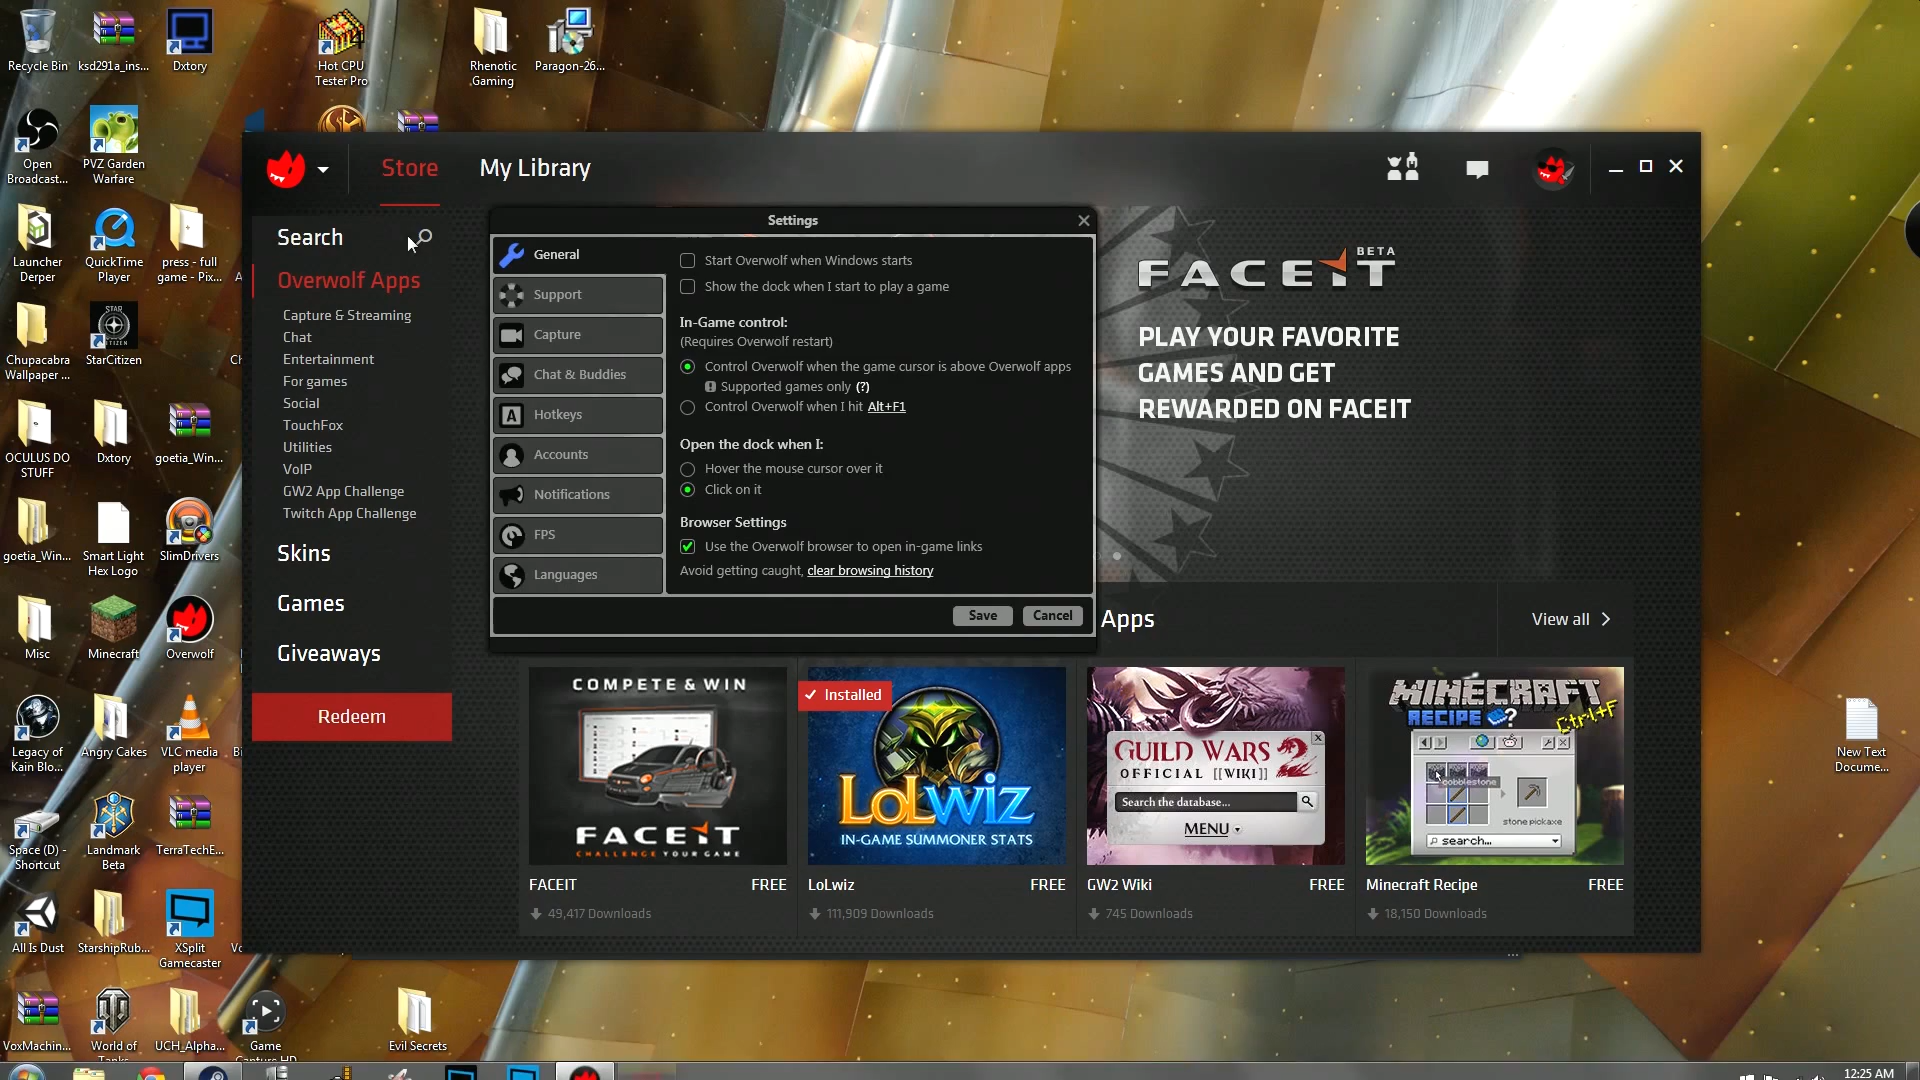 Recycle Bin
ksd291a_ins...
Dxtory
Hot CPU
Tester Pro
Rhenotic
Gaming
Paragon-26...
Open
Broadcast...
PVZ Garden
Warfare
Launcher
Derper
QuickTime
Player
press - full
game - Pix...
Chupacabra
Wallpaper ...
StarCitizen
OCULUS DO
STUFF
Dxtory
goetia_Win...
goetia_Win...
Smart Light
Hex Logo
SlimDrivers
Misc
Minecraft
Overwolf
Legacy of
Kain Blo...
Angry Cakes
VLC media
player
Space (D) -
Shortcut
Landmark
Beta
TerraTechE...
All Is Dust
StarshipRub...
XSplit
Gamecaster
VoxMachin...
World of
Tanks
UCH_Alpha...
Game
Capture HD
Evil Secrets
New Text
Docume...
Store
My Library
Search
Overwolf Apps
Capture & Streaming
Chat
Entertainment
For games
Social
TouchFox
Utilities
VoIP
GW2 App Challenge
Twitch App Challenge
Skins
Games
Giveaways
Redeem
Settings
General
Support
Capture
Chat & Buddies
Hotkeys
Accounts
Notifications
FPS
Languages
Start Overwolf when Windows starts
Show the dock when I start to play a game
In-Game control:
(Requires Overwolf restart)
Control Overwolf when the game cursor is above Overwolf apps
Supported games only (?)
Control Overwolf when I hit Alt+F1
Open the dock when I:
Hover the mouse cursor over it
Click on it
Browser Settings
Use the Overwolf browser to open in-game links
Avoid getting caught, clear browsing history
Save
Cancel
FACEIT BETA
PLAY YOUR FAVORITE
GAMES AND GET
REWARDED ON FACEIT
Apps
View all
COMPETE & WIN
FACEIT
CHALLENGE YOUR GAME
FACEIT FREE
49,417 Downloads
Installed
LOLWIZ
IN-GAME SUMMONER STATS
LoLwiz FREE
111,909 Downloads
GUILD WARS 2
OFFICIAL [[WIKI]]
Search the database...
MENU
GW2 Wiki FREE
745 Downloads
MINECRAFT
RECIPE ?
Ctrl+F
cobblestone
stone pickaxe
search...
Minecraft Recipe FREE
18,150 Downloads
12:25 AM